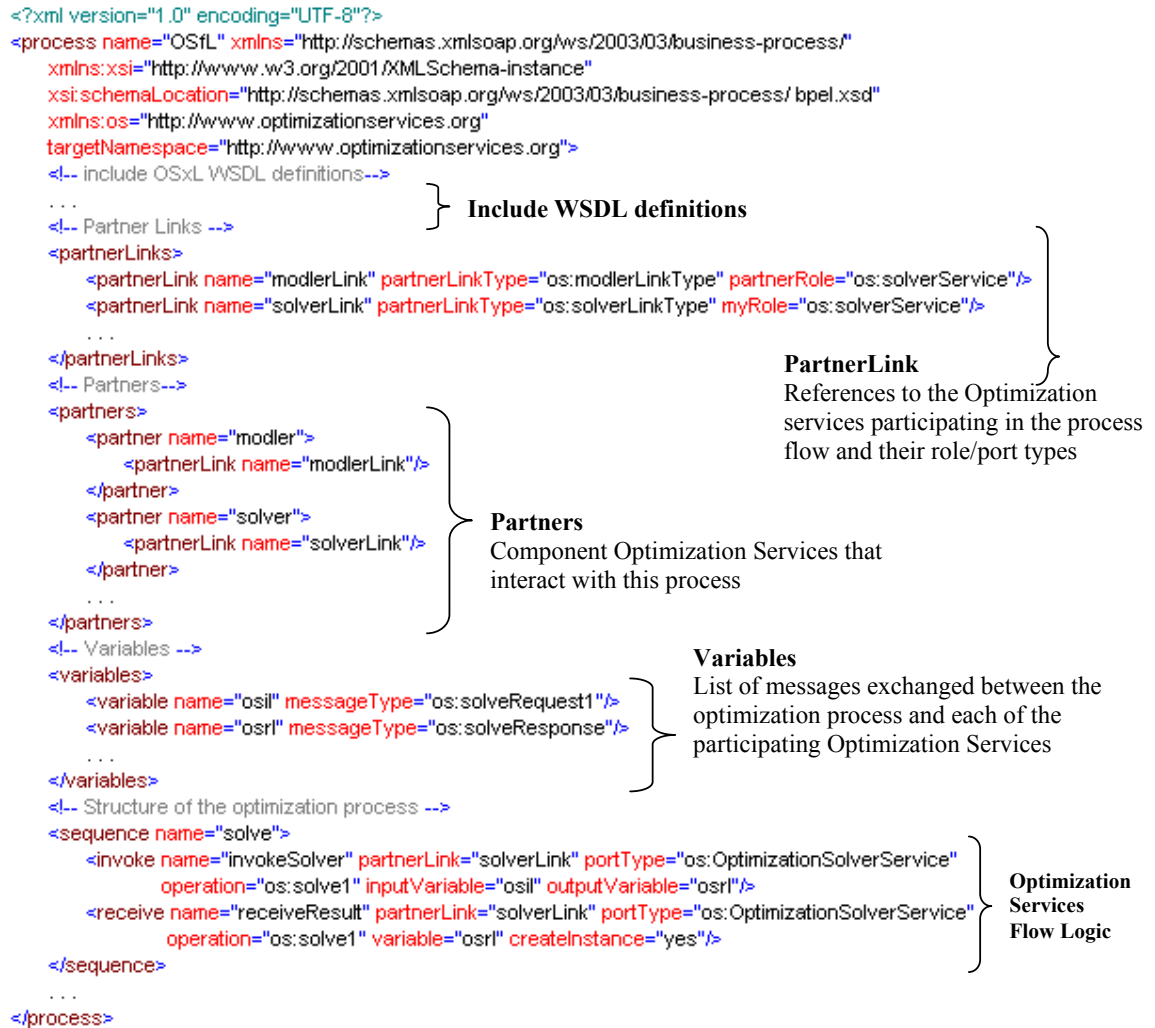 <?xml version="1.0" encoding="UTF-8"?>
<process name="OSfL" xmlns="http://schemas.xmlsoap.org/ws/2003/03/business-process/"
xmlns:xsi="http://www.w3.org/2001/XMLSchema-instance"
xsi:schemaLocation="http://schemas.xmlsoap.org/ws/2003/03/business-process/ bpel.xsd"
xmlns:os="http://www.optimizationservices.org"
targetNamespace="http://www.optimizationservices.org">
<!-- include OSxL WSDL definitions-->
. . .
Include WSDL definitions
<!-- Partner Links -->
<partnerLinks>
<partnerLink name="modlerLink" partnerLinkType="os:modlerLinkType" partnerRole="os:solverService"/>
<partnerLink name="solverLink" partnerLinkType="os:solverLinkType" myRole="os:solverService"/>
. . .
</partnerLinks>
PartnerLink
References to the Optimization
services participating in the process
flow and their role/port types
<!-- Partners-->
<partners>
<partner name="modler">
<partnerLink name="modlerLink"/>
</partner>
<partner name="solver">
<partnerLink name="solverLink"/>
</partner>
. . .
</partners>
Partners
Component Optimization Services that
interact with this process
<!-- Variables -->
<variables>
<variable name="osil" messageType="os:solveRequest1"/>
<variable name="osrl" messageType="os:solveResponse"/>
. . .
</variables>
Variables
List of messages exchanged between the
optimization process and each of the
participating Optimization Services
<!-- Structure of the optimization process -->
<sequence name="solve">
<invoke name="invokeSolver" partnerLink="solverLink" portType="os:OptimizationSolverService"
operation="os:solve1" inputVariable="osil" outputVariable="osrl"/>
<receive name="receiveResult" partnerLink="solverLink" portType="os:OptimizationSolverService"
operation="os:solve1" variable="osrl" createInstance="yes"/>
</sequence>
Optimization
Services
Flow Logic
. . .
</process>